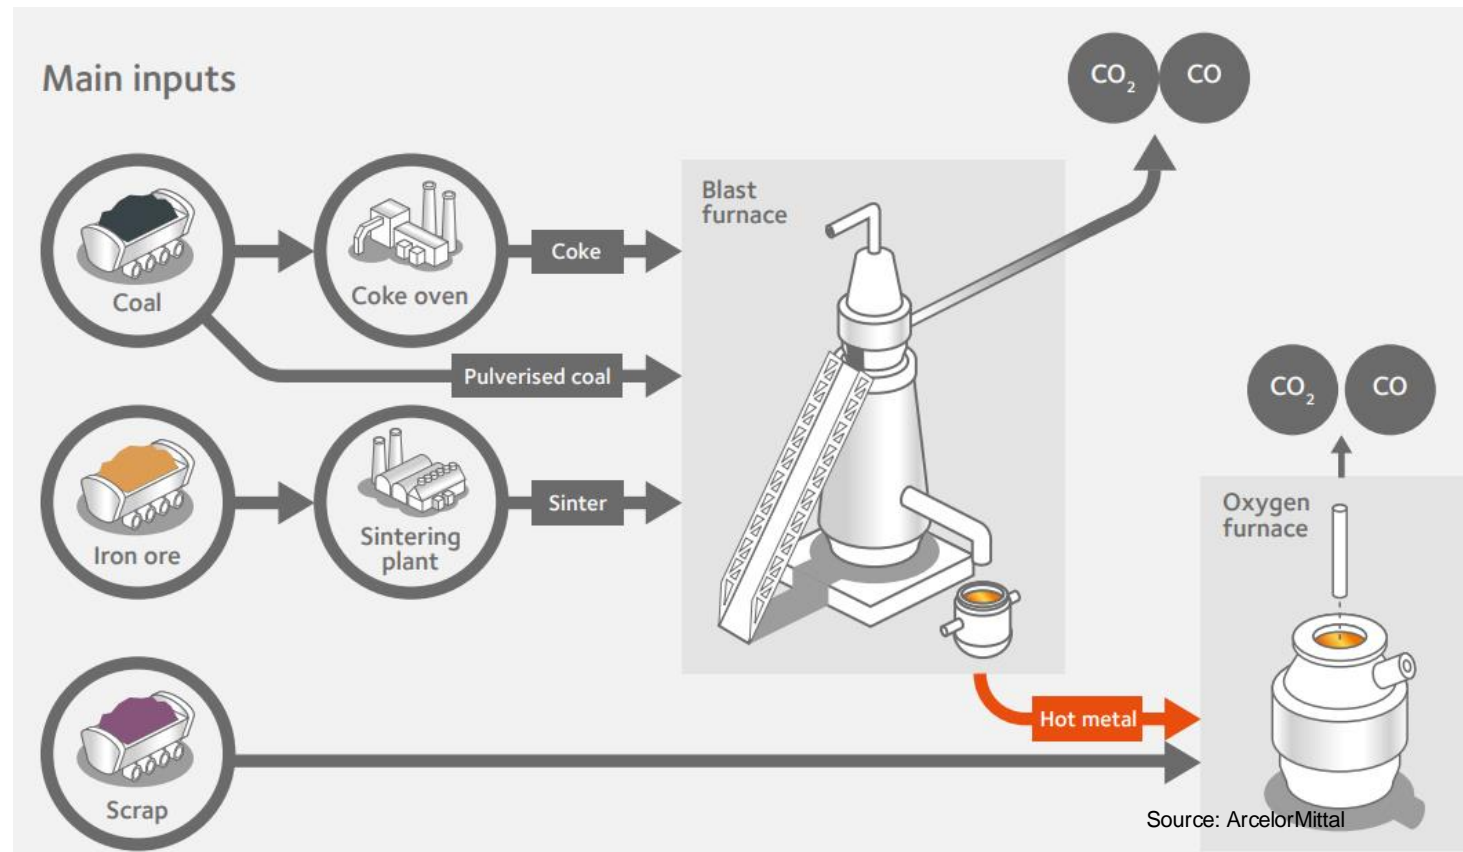 Main inputs
CO₂
CO
Blast
furnace
Coal
Coke oven
Coke
Pulverised coal
CO₂
CO
Iron ore
Sintering
plant
Sinter
Oxygen
furnace
Hot metal
Scrap
Source: ArcelorMittal